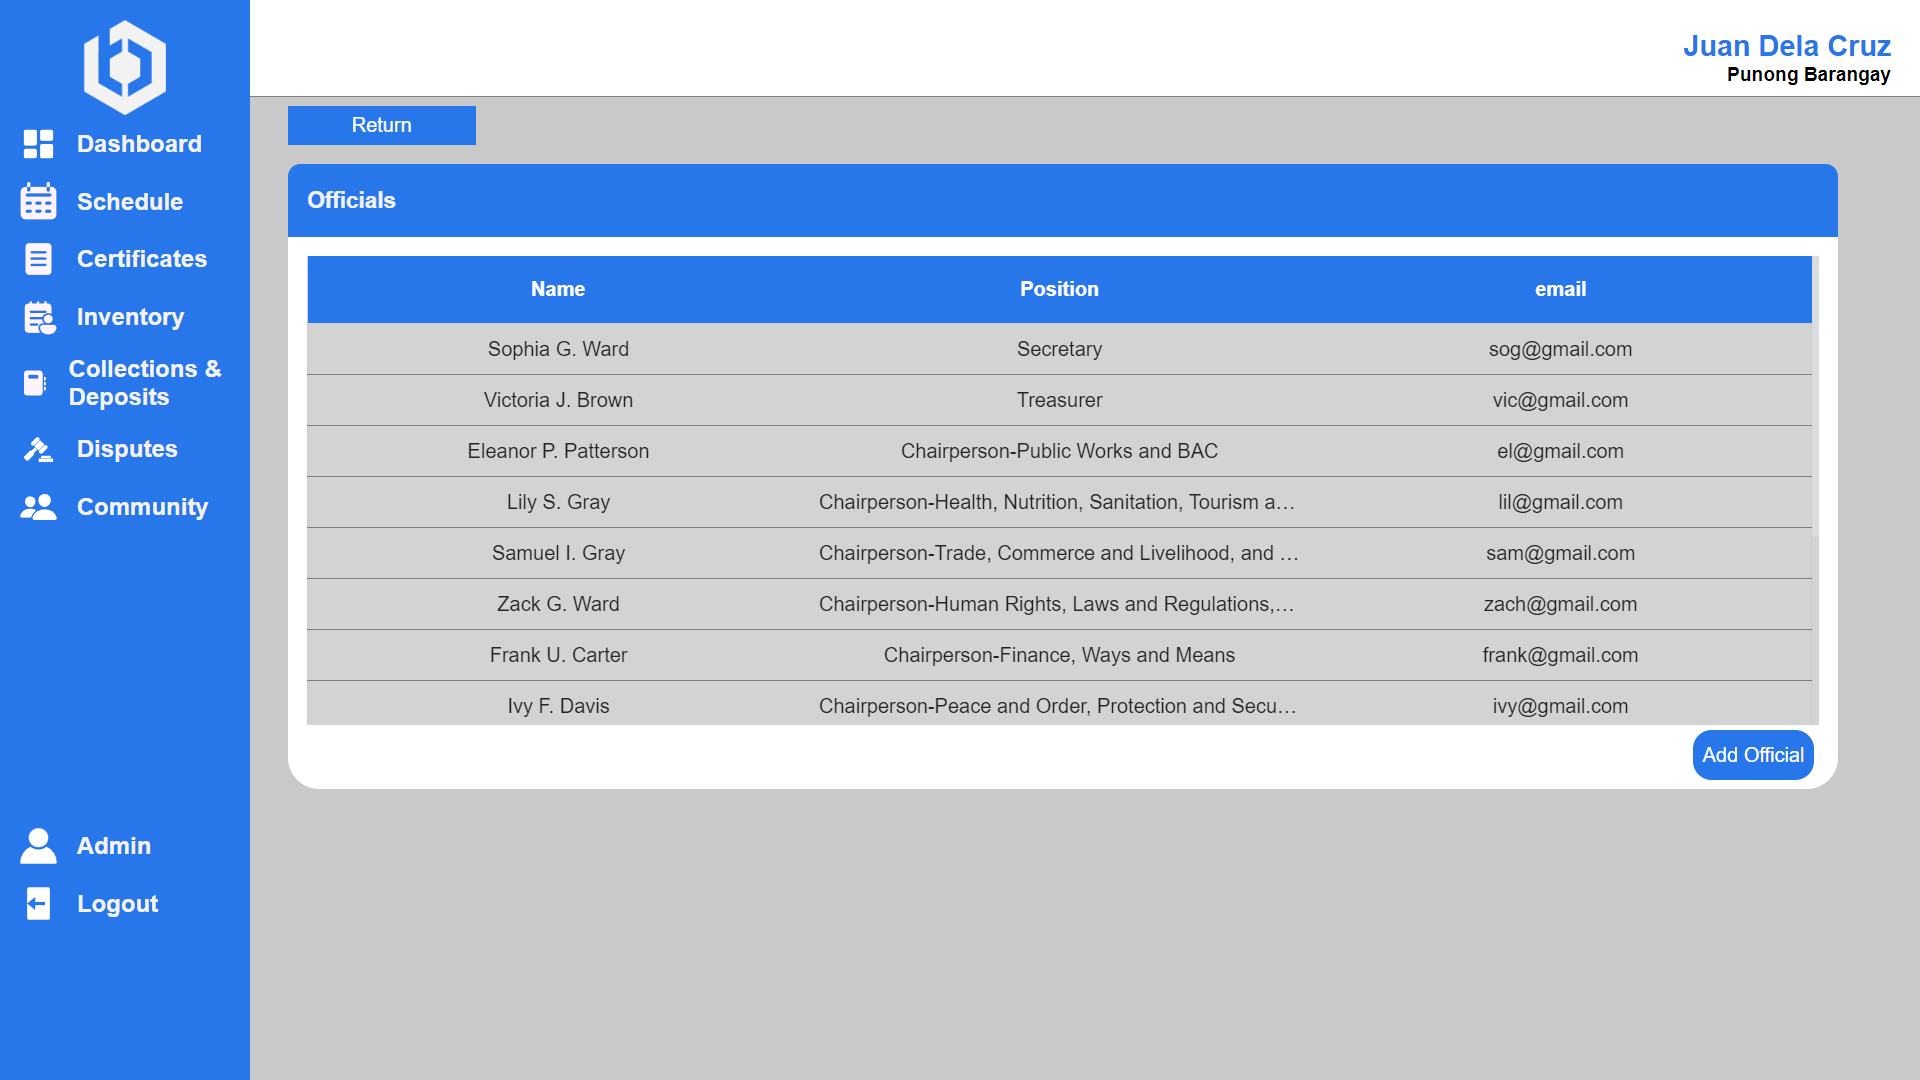 Juan Dela Cruz
Punong Barangay
Dashboard
Schedule
Certificates
Inventory
Collections &
Deposits
Disputes
Community
Admin
Logout
Return
Officials
Name Position email
Sophia G. Ward Secretary sog@gmail.com
Victoria J. Brown Treasurer vic@gmail.com
Eleanor P. Patterson Chairperson-Public Works and BAC el@gmail.com
Lily S. Gray Chairperson-Health, Nutrition, Sanitation, Tourism a... lil@gmail.com
Samuel I. Gray Chairperson-Trade, Commerce and Livelihood, and ... sam@gmail.com
Zack G. Ward Chairperson-Human Rights, Laws and Regulations,... zach@gmail.com
Frank U. Carter Chairperson-Finance, Ways and Means frank@gmail.com
Ivy F. Davis Chairperson-Peace and Order, Protection and Secu... ivy@gmail.com
Add Official